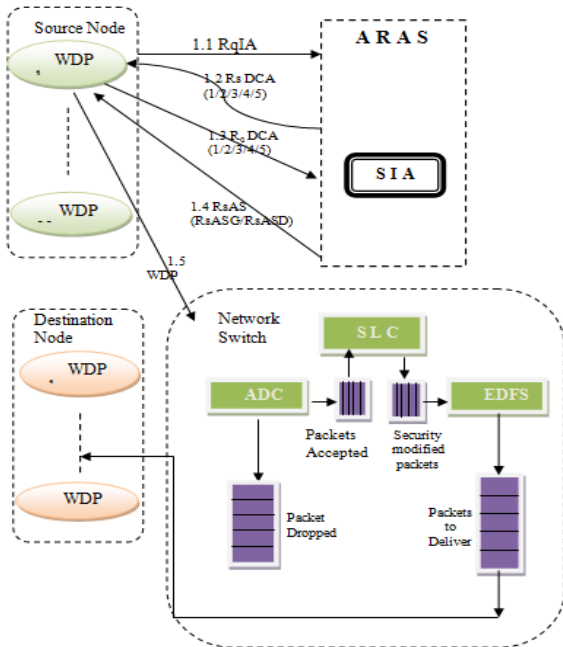 Source Node
WDP
WDP
1.1 RqIA
1.2 Rs DCA
(1/2/3/4/5)
1.3 Rq DCA
(1/2/3/4/5)
1.4 RsAS
(RsASG/RsASD)
1.5
WDP
A R A S
S I A
Destination
Node
WDP
WDP
Network
Switch
S L C
ADC
EDFS
Packets
Accepted
Security
modified
packets
Packet
Dropped
Packets
to
Deliver